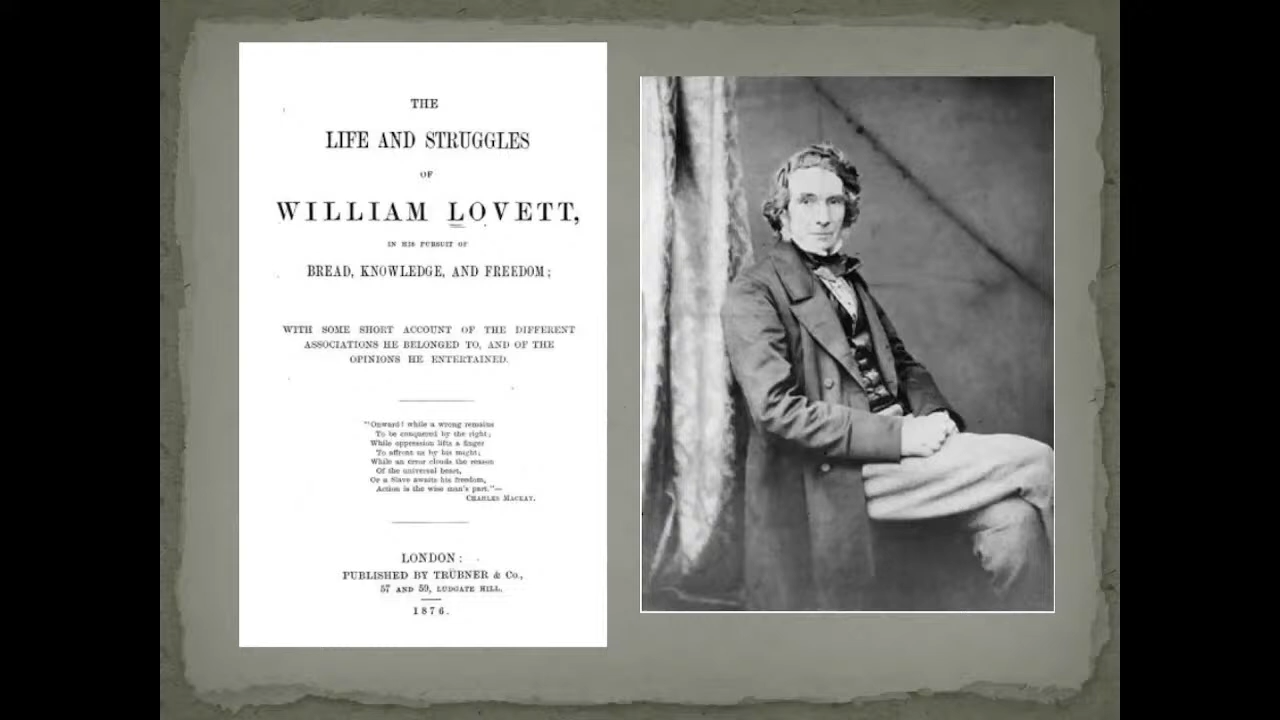 THE
LIFE AND STRUGGLES
OF
WILLIAM LOVETT,
IN HIS PURSUIT OF
BREAD, KNOWLEDGE, AND FREEDOM;
WITH SOME SHORT ACCOUNT OF THE DIFFERENT
ASSOCIATIONS HE BELONGED TO, AND OF THE
OPINIONS HE ENTERTAINED.
"Onward! while a wrong remains
To be conquered by the right;
While oppression lifts a finger
To affront us by his might;
While an error clouds the reason
Of the universal heart,
Or a Slave awaits his freedom,
Action is the wise man's part."—
CHARLES MACKAY.
LONDON:
PUBLISHED BY TRÜBNER & Co.,
57 AND 59, LUDGATE HILL.
1876.